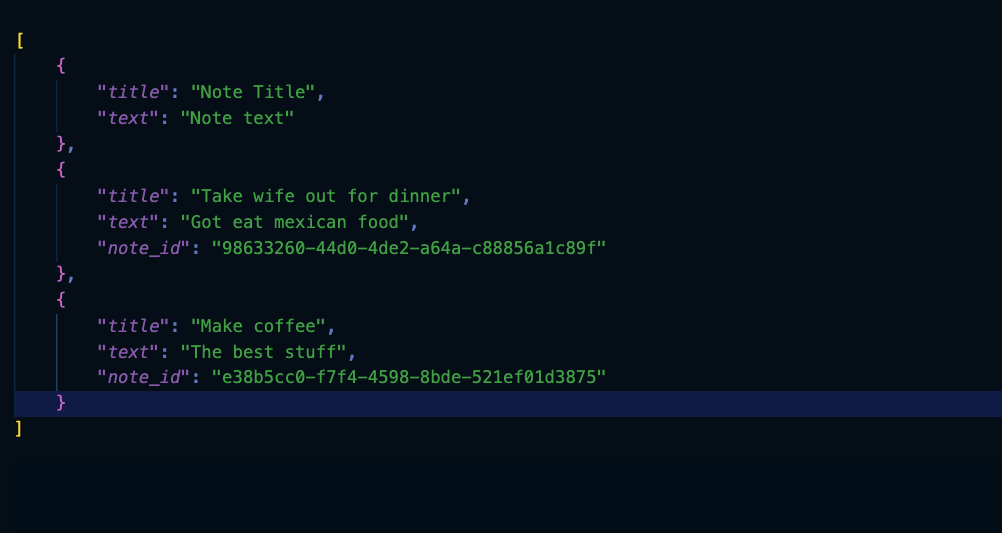 [
    {
        "title": "Note Title",
        "text": "Note text"
    },
    {
        "title": "Take wife out for dinner",
        "text": "Got eat mexican food",
        "note_id": "98633260-44d0-4de2-a64a-c88856a1c89f"
    },
    {
        "title": "Make coffee",
        "text": "The best stuff",
        "note_id": "e38b5cc0-f7f4-4598-8bde-521ef01d3875"
    }
]